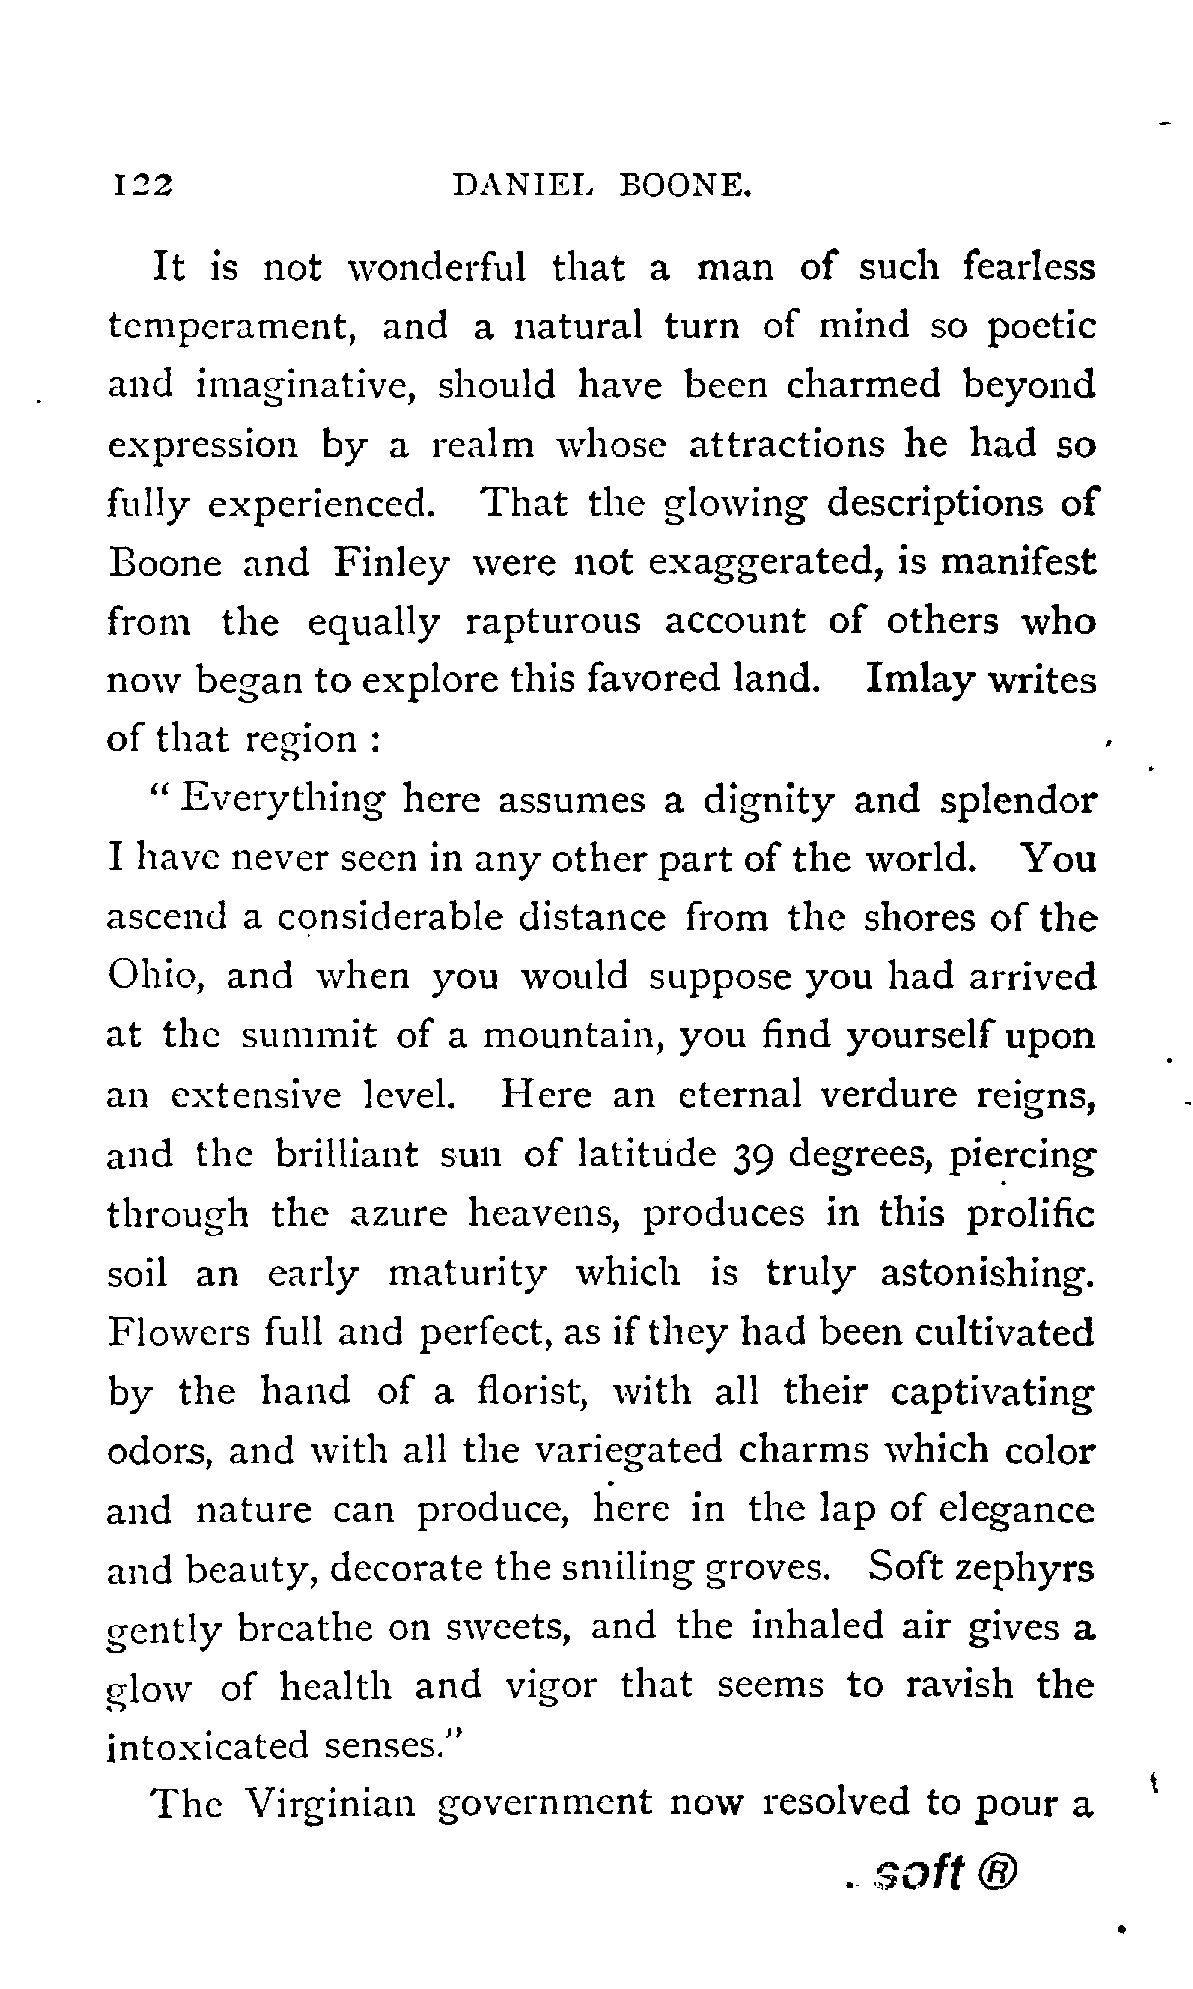 122 DANIEL BOONE.
It is not wonderful that a man of such fearless
temperament, and a natural turn of mind so poetic
and imaginative, should have been charmed beyond
expression by a realm whose attractions he had so
fully experienced. That the glowing descriptions of
Boone and Finley were not exaggerated, is manifest
from the equally rapturous account of others who
now began to explore this favored land. Imlay writes
of that region :
" Everything here assumes a dignity and splendor
I have never seen in any other part of the world. You
ascend a considerable distance from the shores of the
Ohio, and when you would suppose you had arrived
at the summit of a mountain, you find yourself upon
an extensive level. Here an eternal verdure reigns,
and the brilliant sun of latitude 39 degrees, piercing
through the azure heavens, produces in this prolific
soil an early maturity which is truly astonishing.
Flowers full and perfect, as if they had been cultivated
by the hand of a florist, with all their captivating
odors, and with all the variegated charms which color
and nature can produce, here in the lap of elegance
and beauty, decorate the smiling groves. Soft zephyrs
gently breathe on sweets, and the inhaled air gives a
glow of health and vigor that seems to ravish the
intoxicated senses."
The Virginian government now resolved to pour a
soft ®